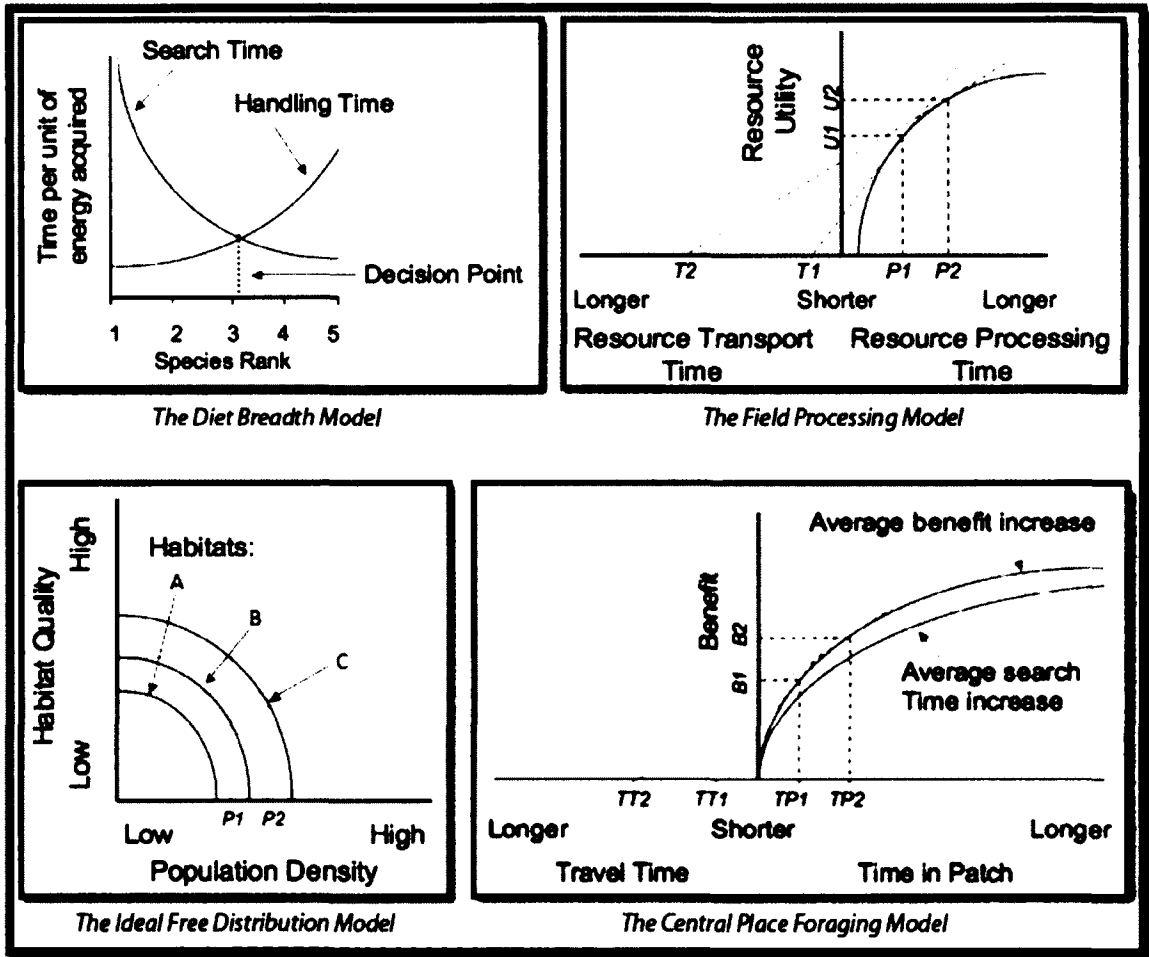 Search Time
Handling Time
Time per unit of
energy acquired
Decision Point
1 2 3 4 5
Species Rank
The Diet Breadth Model
Resource
Utility
U2
U1
T2 T1 P1 P2
Longer Shorter Longer
Resource Transport
Time
Resource Processing
Time
The Field Processing Model
Habitat Quality
High
Low
Habitats:
A
B
C
P1 P2
Low High
Population Density
The Ideal Free Distribution Model
Average benefit increase
Benefit
B2
B1
Average search
Time increase
TT2 TT1 TP1 TP2
Longer Shorter Longer
Travel Time Time in Patch
The Central Place Foraging Model